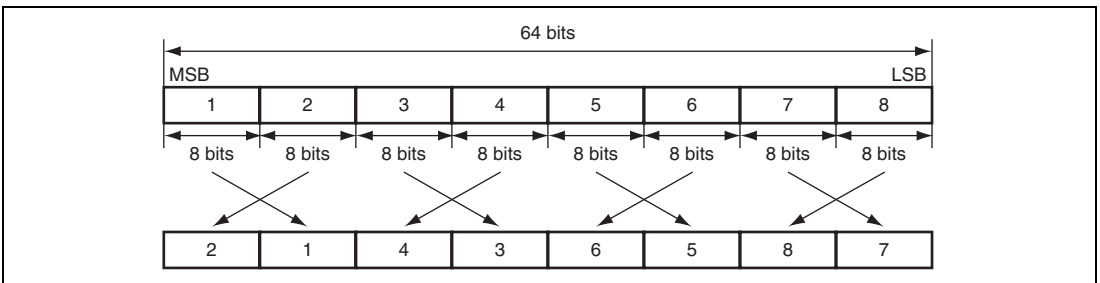 64 bits
MSB LSB
1 2 3 4 5 6 7 8
8 bits 8 bits 8 bits 8 bits 8 bits 8 bits 8 bits 8 bits
2 1 4 3 6 5 8 7